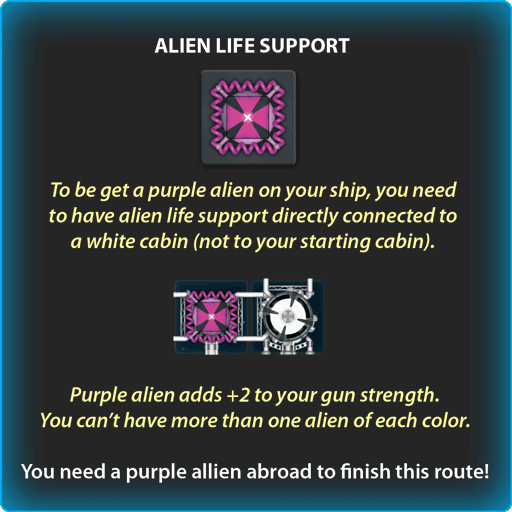 ALIEN LIFE SUPPORT
To be get a purple alien on your ship, you need
to have alien life support directly connected to
a white cabin (not to your starting cabin).
Purple alien adds +2 to your gun strength.
You can't have more than one alien of each color.
You need a purple allien abroad to finish this route!